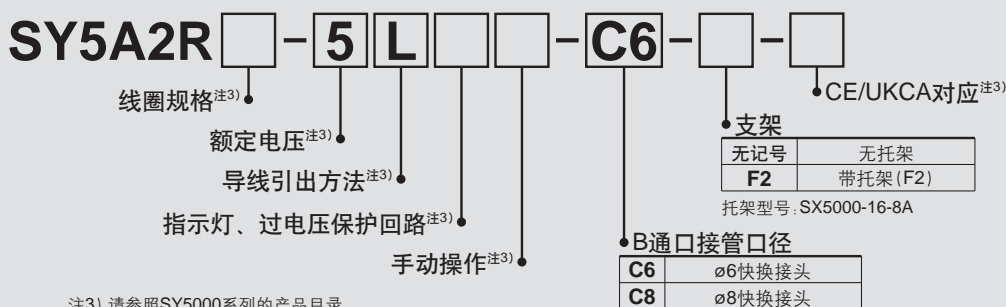 SY5A2R□-5L□□-C6-□-□
线圈规格注3)
额定电压注3)
导线引出方法注3)
指示灯、过电压保护回路注3)
手动操作注3)
CE/UKCA对应注3)
支架
无记号 无托架
F2 带托架(F2)
托架型号:SX5000-16-8A
B通口接管口径
C6 ø6快换接头
C8 ø8快换接头
注3) 请参照SY5000系列的产品目录